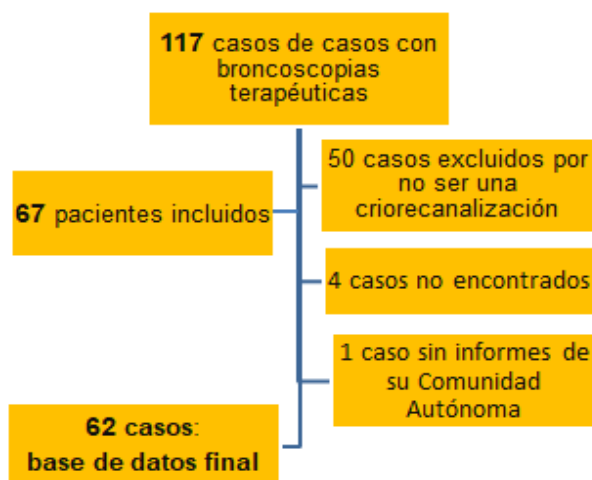 117 casos de casos con
broncoscopias
terapéuticas
50 casos excluidos por
no ser una
criorecanalización
67 pacientes incluidos
4 casos no encontrados
1 caso sin informes de
su Comunidad
Autónoma
62 casos:
base de datos final